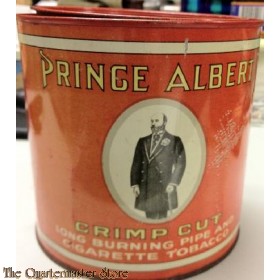 PRINCE ALBERT
CRIMP CUT
LONG BURNING PIPE AND
CIGARETTE TOBACCO
© The Quartermaster Store